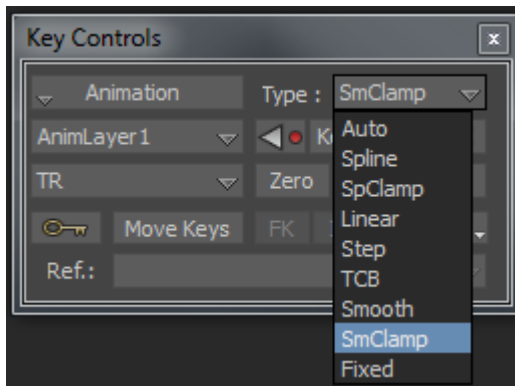 Key Controls x
Animation Type : SmClamp
AnimLayer1
TR Zero
Move Keys FK
Ref.:
Auto
Spline
SpClamp
Linear
Step
TCB
Smooth
SmClamp
Fixed